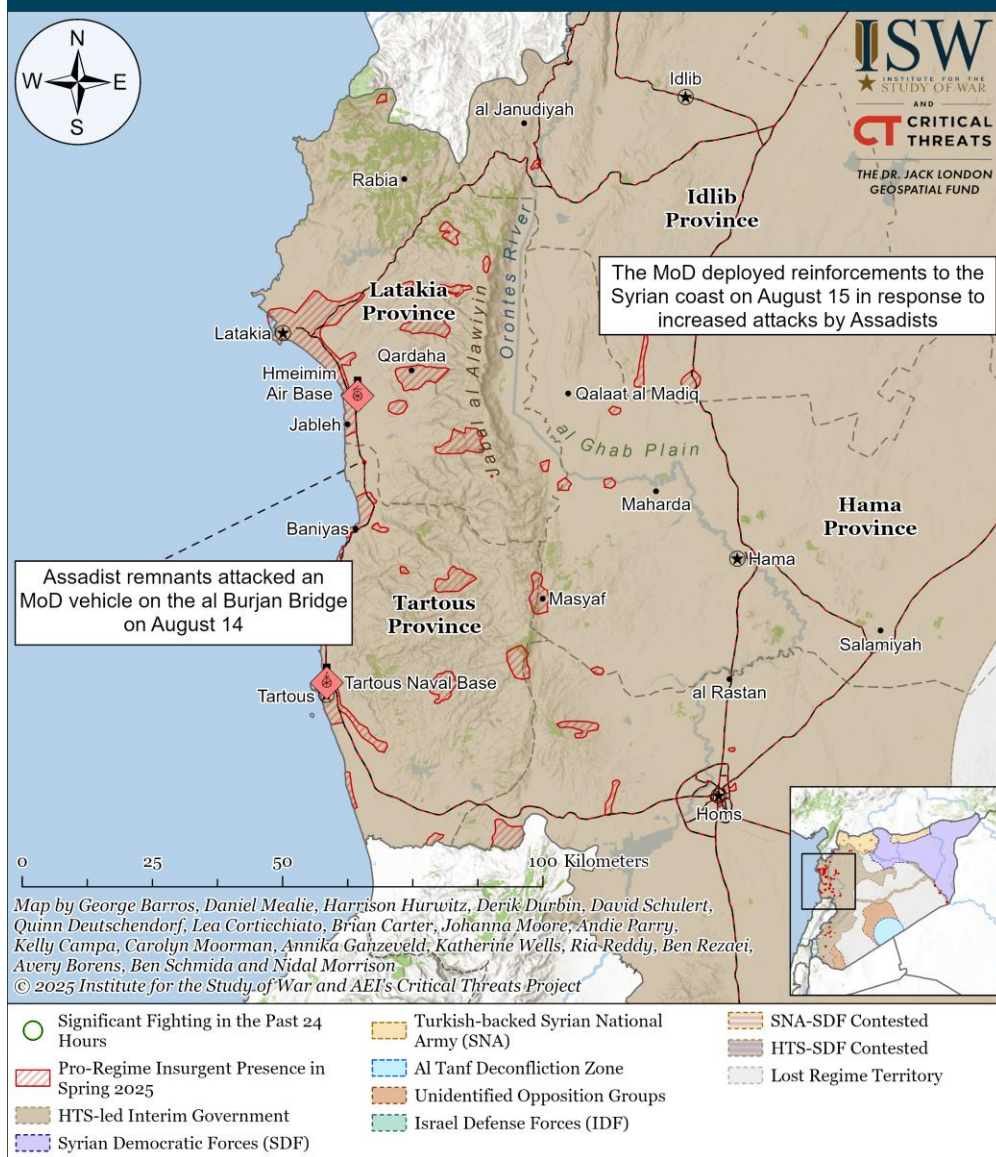 N
W
E
S
ISW
INSTITUTE FOR THE
STUDY OF WAR
AND
CT CRITICAL
THREATS
THE DR. JACK LONDON
GEOSPATIAL FUND
Idlib
al Janudiyah
Rabia
Idlib
Province
Orontes River
The MoD deployed reinforcements to the
Syrian coast on August 15 in response to
increased attacks by Assadists
Latakia
Province
Latakia
Qardaha
Jabal al Alawiyin
Hmeimim
Air Base
Qalaat al Madiq
Jableh
al Ghab Plain
Maharda
Hama
Province
Baniyas
Hama
Assadist remnants attacked an
MoD vehicle on the al Burjan Bridge
on August 14
Tartous
Province
Masyaf
Salamiyah
Tartous Naval Base
al Rastan
Tartous
Homs
0 25 50 100 Kilometers
Map by George Barros, Daniel Mealie, Harrison Hurwitz, Derik Durbin, David Schulert,
Quinn Deutschendorf, Lea Corticchiato, Brian Carter, Johanna Moore, Andie Parry,
Kelly Campa, Carolyn Moorman, Annika Ganzeveld, Katherine Wells, Ria Reddy, Ben Rezaei,
Avery Borens, Ben Schmida and Nidal Morrison
© 2025 Institute for the Study of War and AEI's Critical Threats Project
Significant Fighting in the Past 24
Hours
Pro-Regime Insurgent Presence in
Spring 2025
HTS-led Interim Government
Syrian Democratic Forces (SDF)
Turkish-backed Syrian National
Army (SNA)
Al Tanf Deconfliction Zone
Unidentified Opposition Groups
Israel Defense Forces (IDF)
SNA-SDF Contested
HTS-SDF Contested
Lost Regime Territory